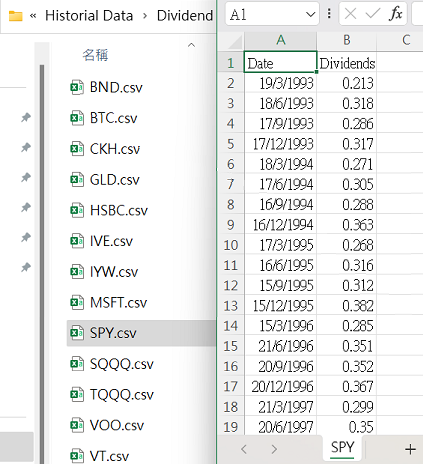 « Historial Data › Dividend
名稱
BND.csv
BTC.csv
CKH.csv
GLD.csv
HSBC.csv
IVE.csv
IYW.csv
MSFT.csv
SPY.csv
SQQQ.csv
TQQQ.csv
VOO.csv
VT.csv
A1 fx
A B C
1 Date Dividends
2 19/3/1993 0.213
3 18/6/1993 0.318
4 17/9/1993 0.286
5 17/12/1993 0.317
6 18/3/1994 0.271
7 17/6/1994 0.305
8 16/9/1994 0.288
9 16/12/1994 0.363
10 17/3/1995 0.268
11 16/6/1995 0.316
12 15/9/1995 0.312
13 15/12/1995 0.382
14 15/3/1996 0.285
15 21/6/1996 0.351
16 20/9/1996 0.352
17 20/12/1996 0.367
18 21/3/1997 0.299
19 20/6/1997 0.35
SPY